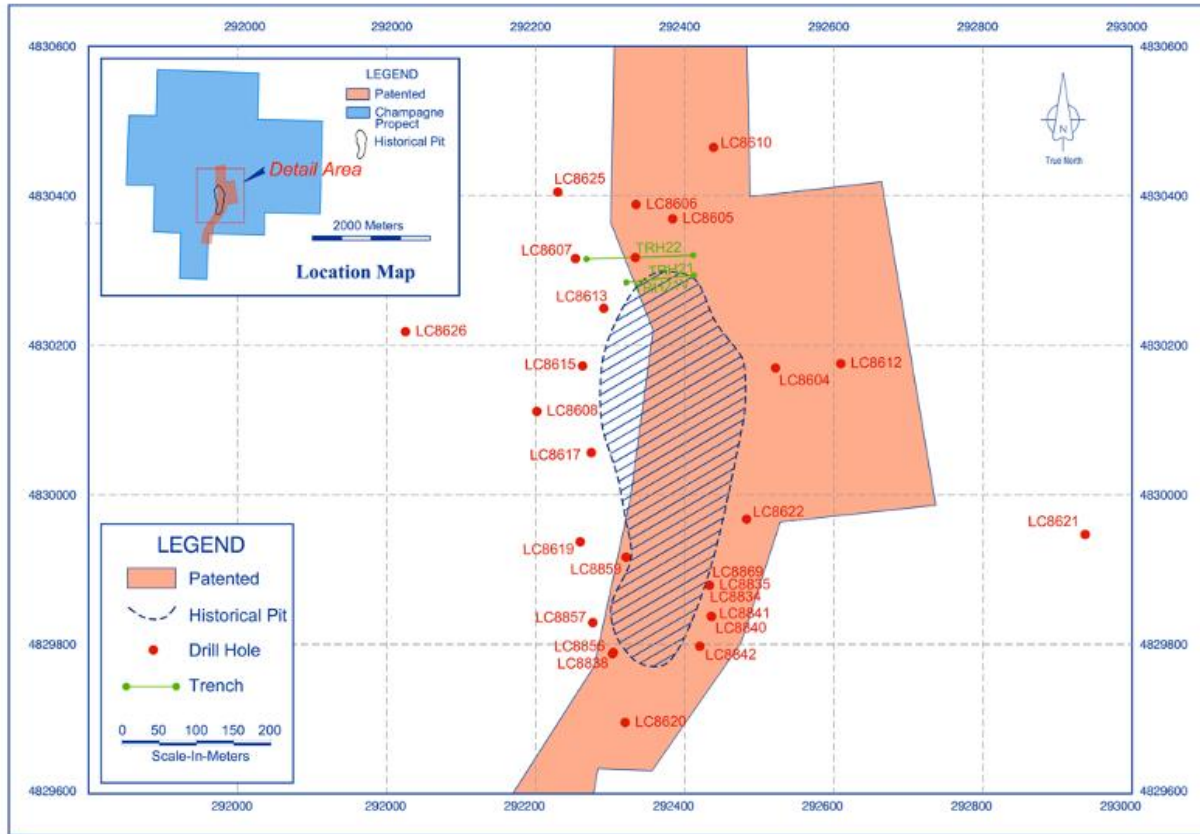 292000
292000
292200
292400
292600
292800
293000
4830600
4830600
LEGEND
Patented
Champagne
Propect
Historical Pit
Detail Area
2000 Meters
Location Map
N
True North
LC8610
LC8625
4830400
4830400
LC8606
LC8605
TRH22
LC8607
TRH21
LC8613
LC8626
4830200
4830200
LC8615
LC8612
LC8604
LC8608
LC8617
4830000
4830000
LC8622
LC8621
LC8619
LC8859
LC8869
LC8835
LC8834
LC8857
LC8841
LC8840
LC8856
LC8838
LC8842
4829800
4829800
LC8620
LEGEND
Patented
Historical Pit
Drill Hole
Trench
0 50 100 150 200
Scale-In-Meters
4829600
4829600
292000
292000
292200
292400
292600
292800
293000